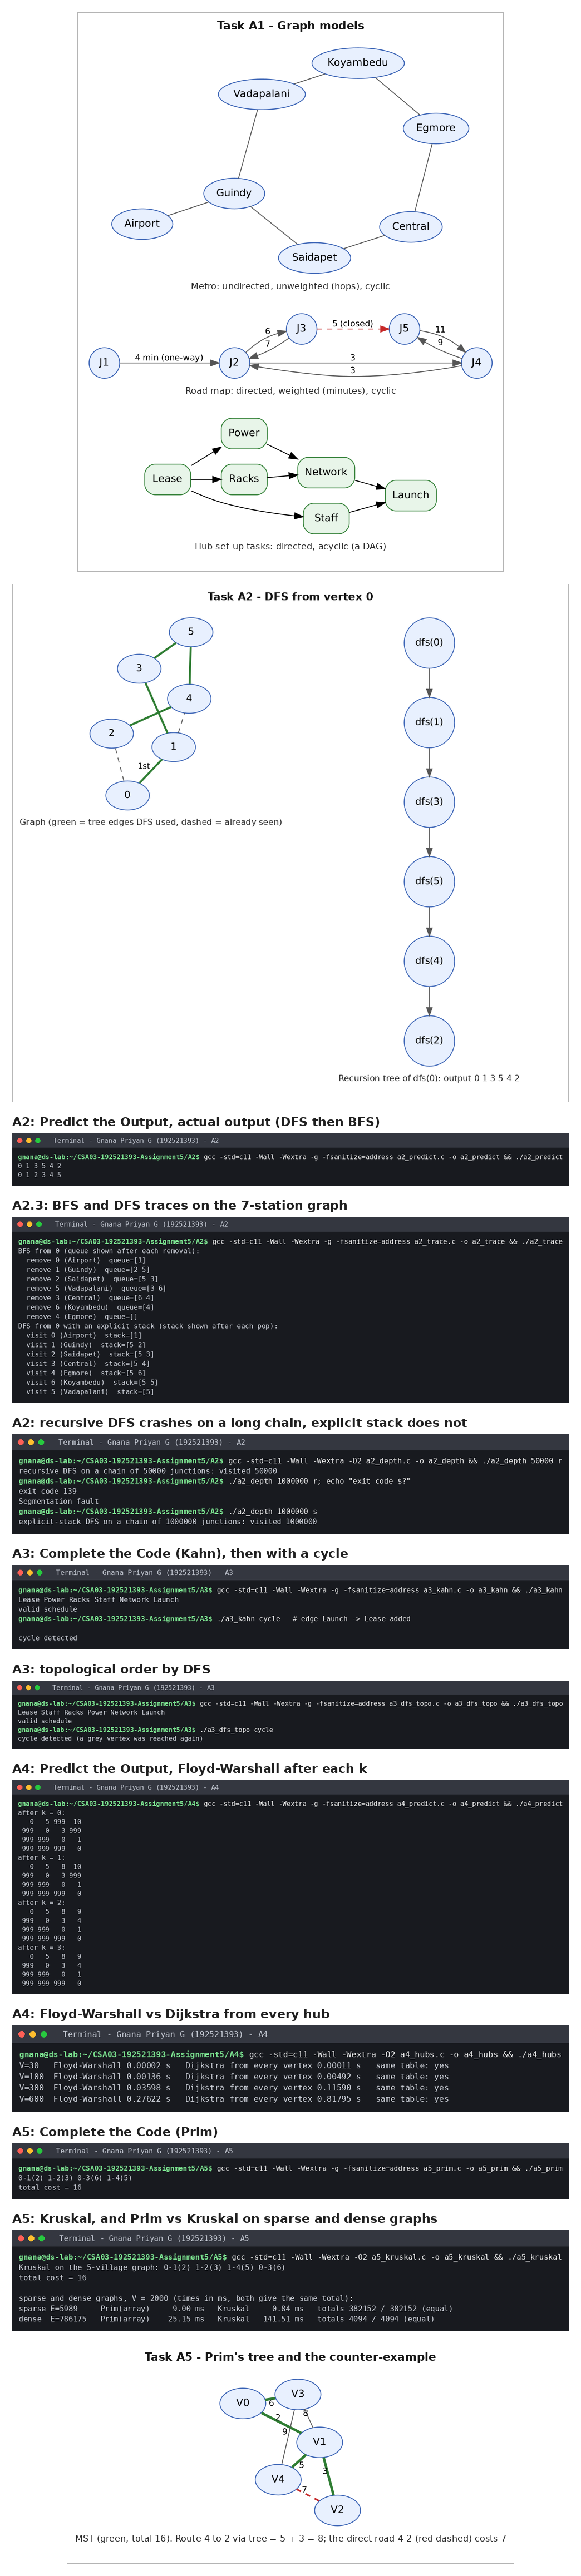 Task A1 - Graph models
Koyambedu
Vadapalani
Egmore
Guindy
Airport
Central
Saidapet
Metro: undirected, unweighted (hops), cyclic
J3
5 (closed)
J5
6
11
7
9
J1
4 min (one-way)
J2
3
J4
3
Road map: directed, weighted (minutes), cyclic
Power
Lease
Racks
Network
Launch
Staff
Hub set-up tasks: directed, acyclic (a DAG)
Task A2 - DFS from vertex 0
5
3
4
2
1
1st
0
Graph (green = tree edges DFS used, dashed = already seen)
dfs(0)
dfs(1)
dfs(3)
dfs(5)
dfs(4)
dfs(2)
Recursion tree of dfs(0): output 0 1 3 5 4 2
A2: Predict the Output, actual output (DFS then BFS)
Terminal - Gnana Priyan G (192521393) - A2
gnana@ds-lab:~/CSA03-192521393-Assignment5/A2$ gcc -std=c11 -Wall -Wextra -g -fsanitize=address a2_predict.c -o a2_predict && ./a2_predict
0 1 3 5 4 2
0 1 2 3 4 5
A2.3: BFS and DFS traces on the 7-station graph
Terminal - Gnana Priyan G (192521393) - A2
gnana@ds-lab:~/CSA03-192521393-Assignment5/A2$ gcc -std=c11 -Wall -Wextra -g -fsanitize=address a2_trace.c -o a2_trace && ./a2_trace
BFS from 0 (queue shown after each removal):
remove 0 (Airport)  queue=[1]
remove 1 (Guindy)  queue=[2 5]
remove 2 (Saidapet)  queue=[5 3]
remove 5 (Vadapalani)  queue=[3 6]
remove 3 (Central)  queue=[6 4]
remove 6 (Koyambedu)  queue=[4]
remove 4 (Egmore)  queue=[]
DFS from 0 with an explicit stack (stack shown after each pop):
visit 0 (Airport)  stack=[1]
visit 1 (Guindy)  stack=[5 2]
visit 2 (Saidapet)  stack=[5 3]
visit 3 (Central)  stack=[5 4]
visit 4 (Egmore)  stack=[5 6]
visit 6 (Koyambedu)  stack=[5 5]
visit 5 (Vadapalani)  stack=[5]
A2: recursive DFS crashes on a long chain, explicit stack does not
Terminal - Gnana Priyan G (192521393) - A2
gnana@ds-lab:~/CSA03-192521393-Assignment5/A2$ gcc -std=c11 -Wall -Wextra -O2 a2_depth.c -o a2_depth && ./a2_depth 50000 r
recursive DFS on a chain of 50000 junctions: visited 50000
gnana@ds-lab:~/CSA03-192521393-Assignment5/A2$ ./a2_depth 1000000 r; echo "exit code $?"
exit code 139
Segmentation fault
gnana@ds-lab:~/CSA03-192521393-Assignment5/A2$ ./a2_depth 1000000 s
explicit-stack DFS on a chain of 1000000 junctions: visited 1000000
A3: Complete the Code (Kahn), then with a cycle
Terminal - Gnana Priyan G (192521393) - A3
gnana@ds-lab:~/CSA03-192521393-Assignment5/A3$ gcc -std=c11 -Wall -Wextra -g -fsanitize=address a3_kahn.c -o a3_kahn && ./a3_kahn
Lease Power Racks Staff Network Launch
valid schedule
gnana@ds-lab:~/CSA03-192521393-Assignment5/A3$ ./a3_kahn cycle   # edge Launch -> Lease added
cycle detected
A3: topological order by DFS
Terminal - Gnana Priyan G (192521393) - A3
gnana@ds-lab:~/CSA03-192521393-Assignment5/A3$ gcc -std=c11 -Wall -Wextra -g -fsanitize=address a3_dfs_topo.c -o a3_dfs_topo && ./a3_dfs_topo
Lease Staff Racks Power Network Launch
valid schedule
gnana@ds-lab:~/CSA03-192521393-Assignment5/A3$ ./a3_dfs_topo cycle
cycle detected (a grey vertex was reached again)
A4: Predict the Output, Floyd-Warshall after each k
Terminal - Gnana Priyan G (192521393) - A4
gnana@ds-lab:~/CSA03-192521393-Assignment5/A4$ gcc -std=c11 -Wall -Wextra -g -fsanitize=address a4_predict.c -o a4_predict && ./a4_predict
after k = 0:
0   5 999  10
999   0   3 999
999 999   0   1
999 999 999   0
after k = 1:
0   5   8  10
999   0   3 999
999 999   0   1
999 999 999   0
after k = 2:
0   5   8   9
999   0   3   4
999 999   0   1
999 999 999   0
after k = 3:
0   5   8   9
999   0   3   4
999 999   0   1
999 999 999   0
A4: Floyd-Warshall vs Dijkstra from every hub
Terminal - Gnana Priyan G (192521393) - A4
gnana@ds-lab:~/CSA03-192521393-Assignment5/A4$ gcc -std=c11 -Wall -Wextra -O2 a4_hubs.c -o a4_hubs && ./a4_hubs
V=30   Floyd-Warshall 0.00002 s   Dijkstra from every vertex 0.00011 s   same table: yes
V=100  Floyd-Warshall 0.00136 s   Dijkstra from every vertex 0.00492 s   same table: yes
V=300  Floyd-Warshall 0.03598 s   Dijkstra from every vertex 0.11590 s   same table: yes
V=600  Floyd-Warshall 0.27622 s   Dijkstra from every vertex 0.81795 s   same table: yes
A5: Complete the Code (Prim)
Terminal - Gnana Priyan G (192521393) - A5
gnana@ds-lab:~/CSA03-192521393-Assignment5/A5$ gcc -std=c11 -Wall -Wextra -g -fsanitize=address a5_prim.c -o a5_prim && ./a5_prim
0-1(2) 1-2(3) 0-3(6) 1-4(5)
total cost = 16
A5: Kruskal, and Prim vs Kruskal on sparse and dense graphs
Terminal - Gnana Priyan G (192521393) - A5
gnana@ds-lab:~/CSA03-192521393-Assignment5/A5$ gcc -std=c11 -Wall -Wextra -O2 a5_kruskal.c -o a5_kruskal && ./a5_kruskal
Kruskal on the 5-village graph: 0-1(2) 1-2(3) 1-4(5) 0-3(6)
total cost = 16
sparse and dense graphs, V = 2000 (times in ms, both give the same total):
sparse E=5989     Prim(array)     9.00 ms   Kruskal     0.84 ms   totals 382152 / 382152 (equal)
dense  E=786175   Prim(array)    25.15 ms   Kruskal   141.51 ms   totals 4094 / 4094 (equal)
Task A5 - Prim's tree and the counter-example
V3
V0
6
8
2
9
V1
5
V4
3
7
V2
MST (green, total 16). Route 4 to 2 via tree = 5 + 3 = 8; the direct road 4-2 (red dashed) costs 7